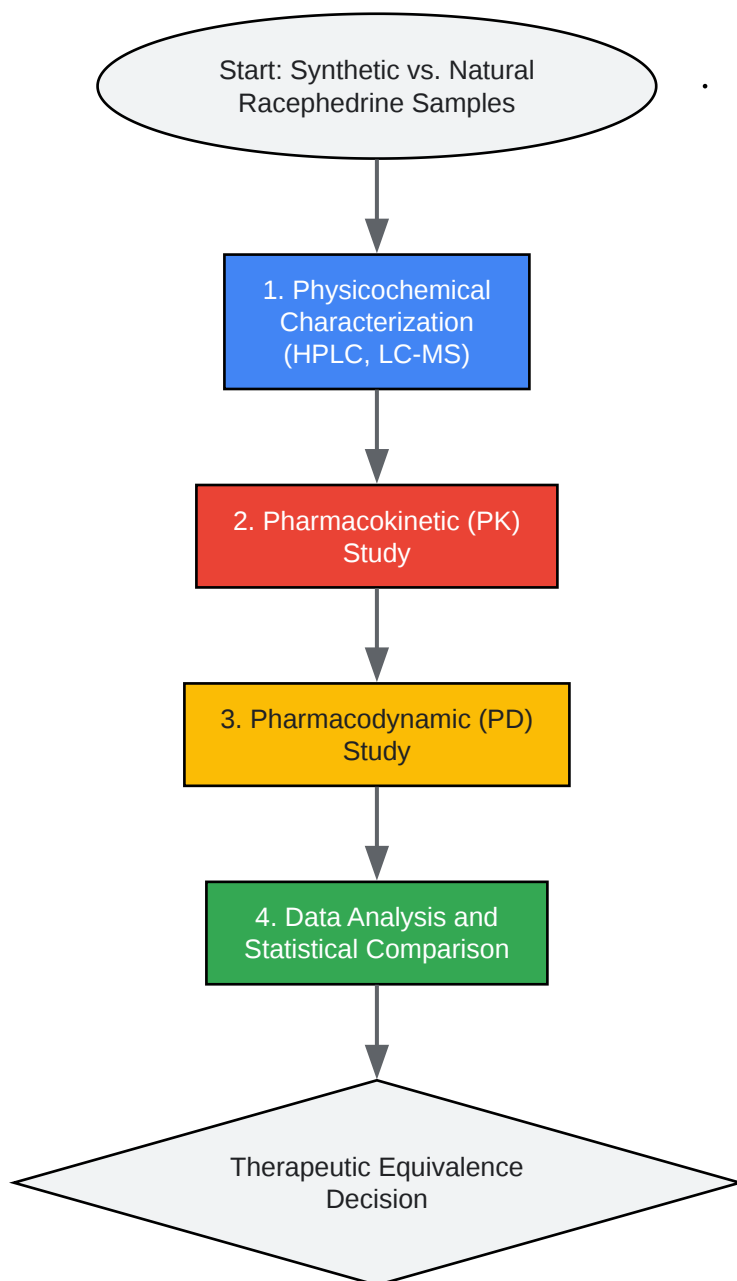 Start: Synthetic vs. Natural
Racephedrine Samples
.
1. Physicochemical
Characterization
(HPLC, LC-MS)
2. Pharmacokinetic (PK)
Study
3. Pharmacodynamic (PD)
Study
4. Data Analysis and
Statistical Comparison
Therapeutic Equivalence
Decision